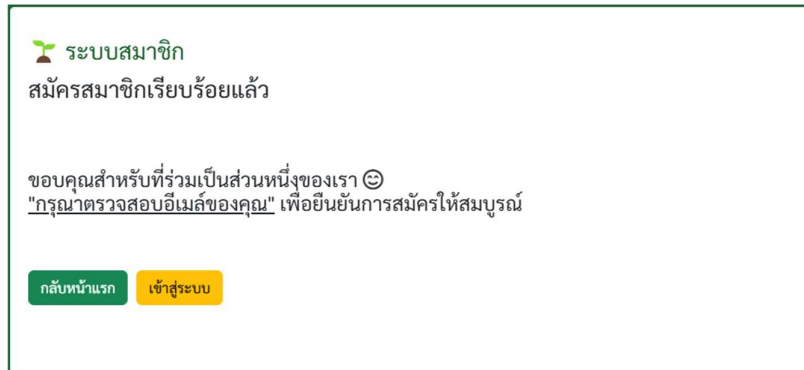 ระบบสมาชิก
สมัครสมาชิกเรียบร้อยแล้ว
ขอบคุณสำหรับที่ร่วมเป็นส่วนหนึ่งของเรา 😊
"กรุณาตรวจสอบอีเมล์ของคุณ" เพื่อยืนยันการสมัครให้สมบูรณ์
กลับหน้าแรก เข้าสู่ระบบ